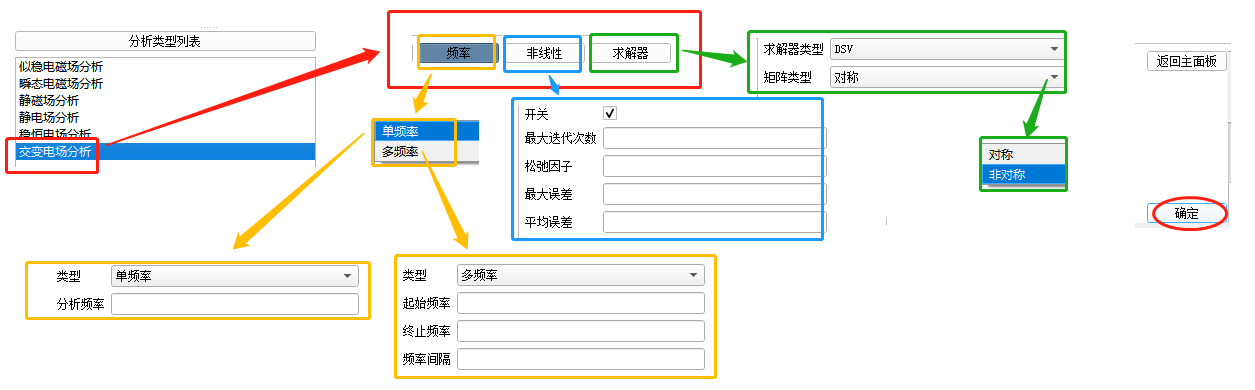 分析类型列表
似稳电磁场分析
瞬态电磁场分析
静磁场分析
静电场分析
稳恒电场分析
交变电场分析
频率
非线性
求解器
单频率
多频率
开关
最大迭代次数
松弛因子
最大误差
平均误差
求解器类型 DSV
矩阵类型 对称
对称
非对称
返回主面板
确定
类型 单频率
分析频率
类型 多频率
起始频率
终止频率
频率间隔